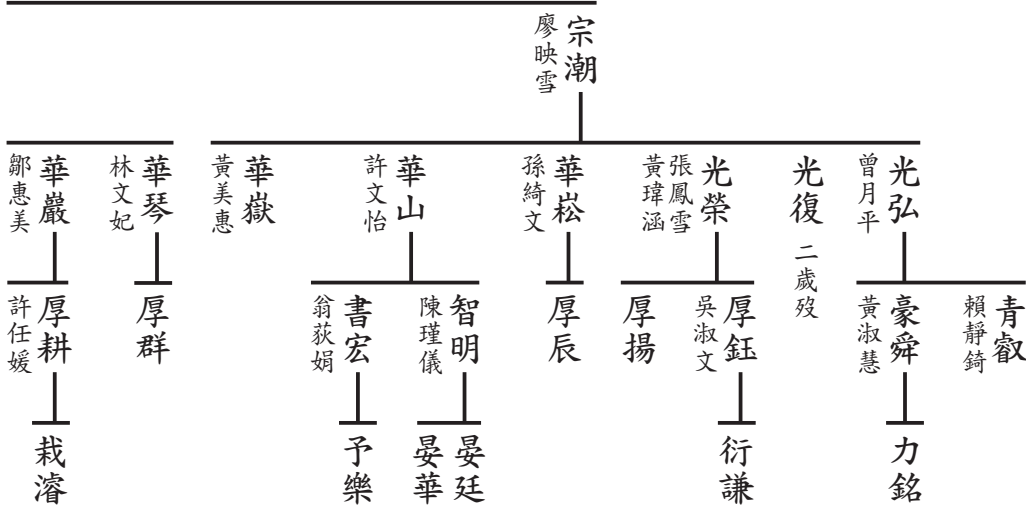 宗潮
廖映雪
光弘
曾月平
光復 二歲歿
光榮
張鳳雪
黃瑋涵
華崧
孫綺文
華山
許文怡
華嶽
黃美惠
華琴
林文妃
華巖
鄒惠美
青叡
賴靜錡
豪舜
黃淑慧
厚鈺
吳淑文
厚揚
厚辰
智明
陳瑾儀
書宏
翁荻娟
厚群
厚耕
許任媛
力銘
衍謙
晏廷
晏華
予樂
栽濬